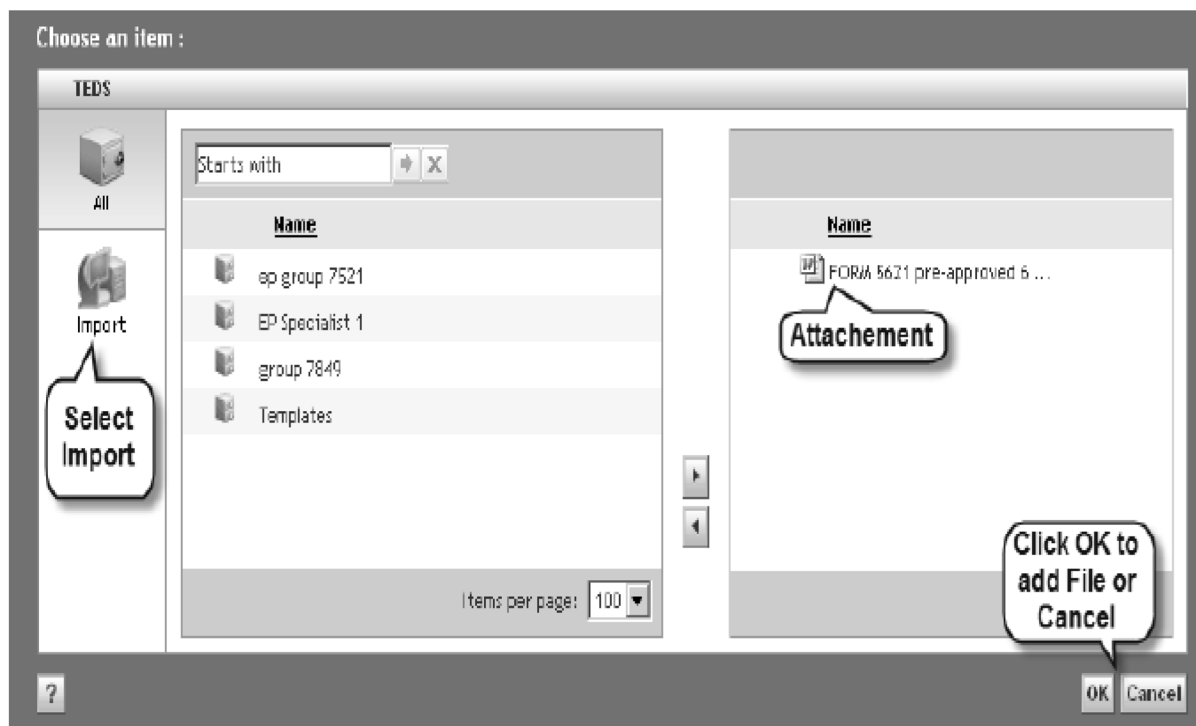 Choose an item :
TEDS
All
Import
Select
Import
Starts with
X
Name
ep group 7521
EP Specialist 1
group 7849
Templates
Items per page: 100
Name
FORM 5621 pre-approved 6 ...
Attachement
Click OK to
add File or
Cancel
?
OK Cancel